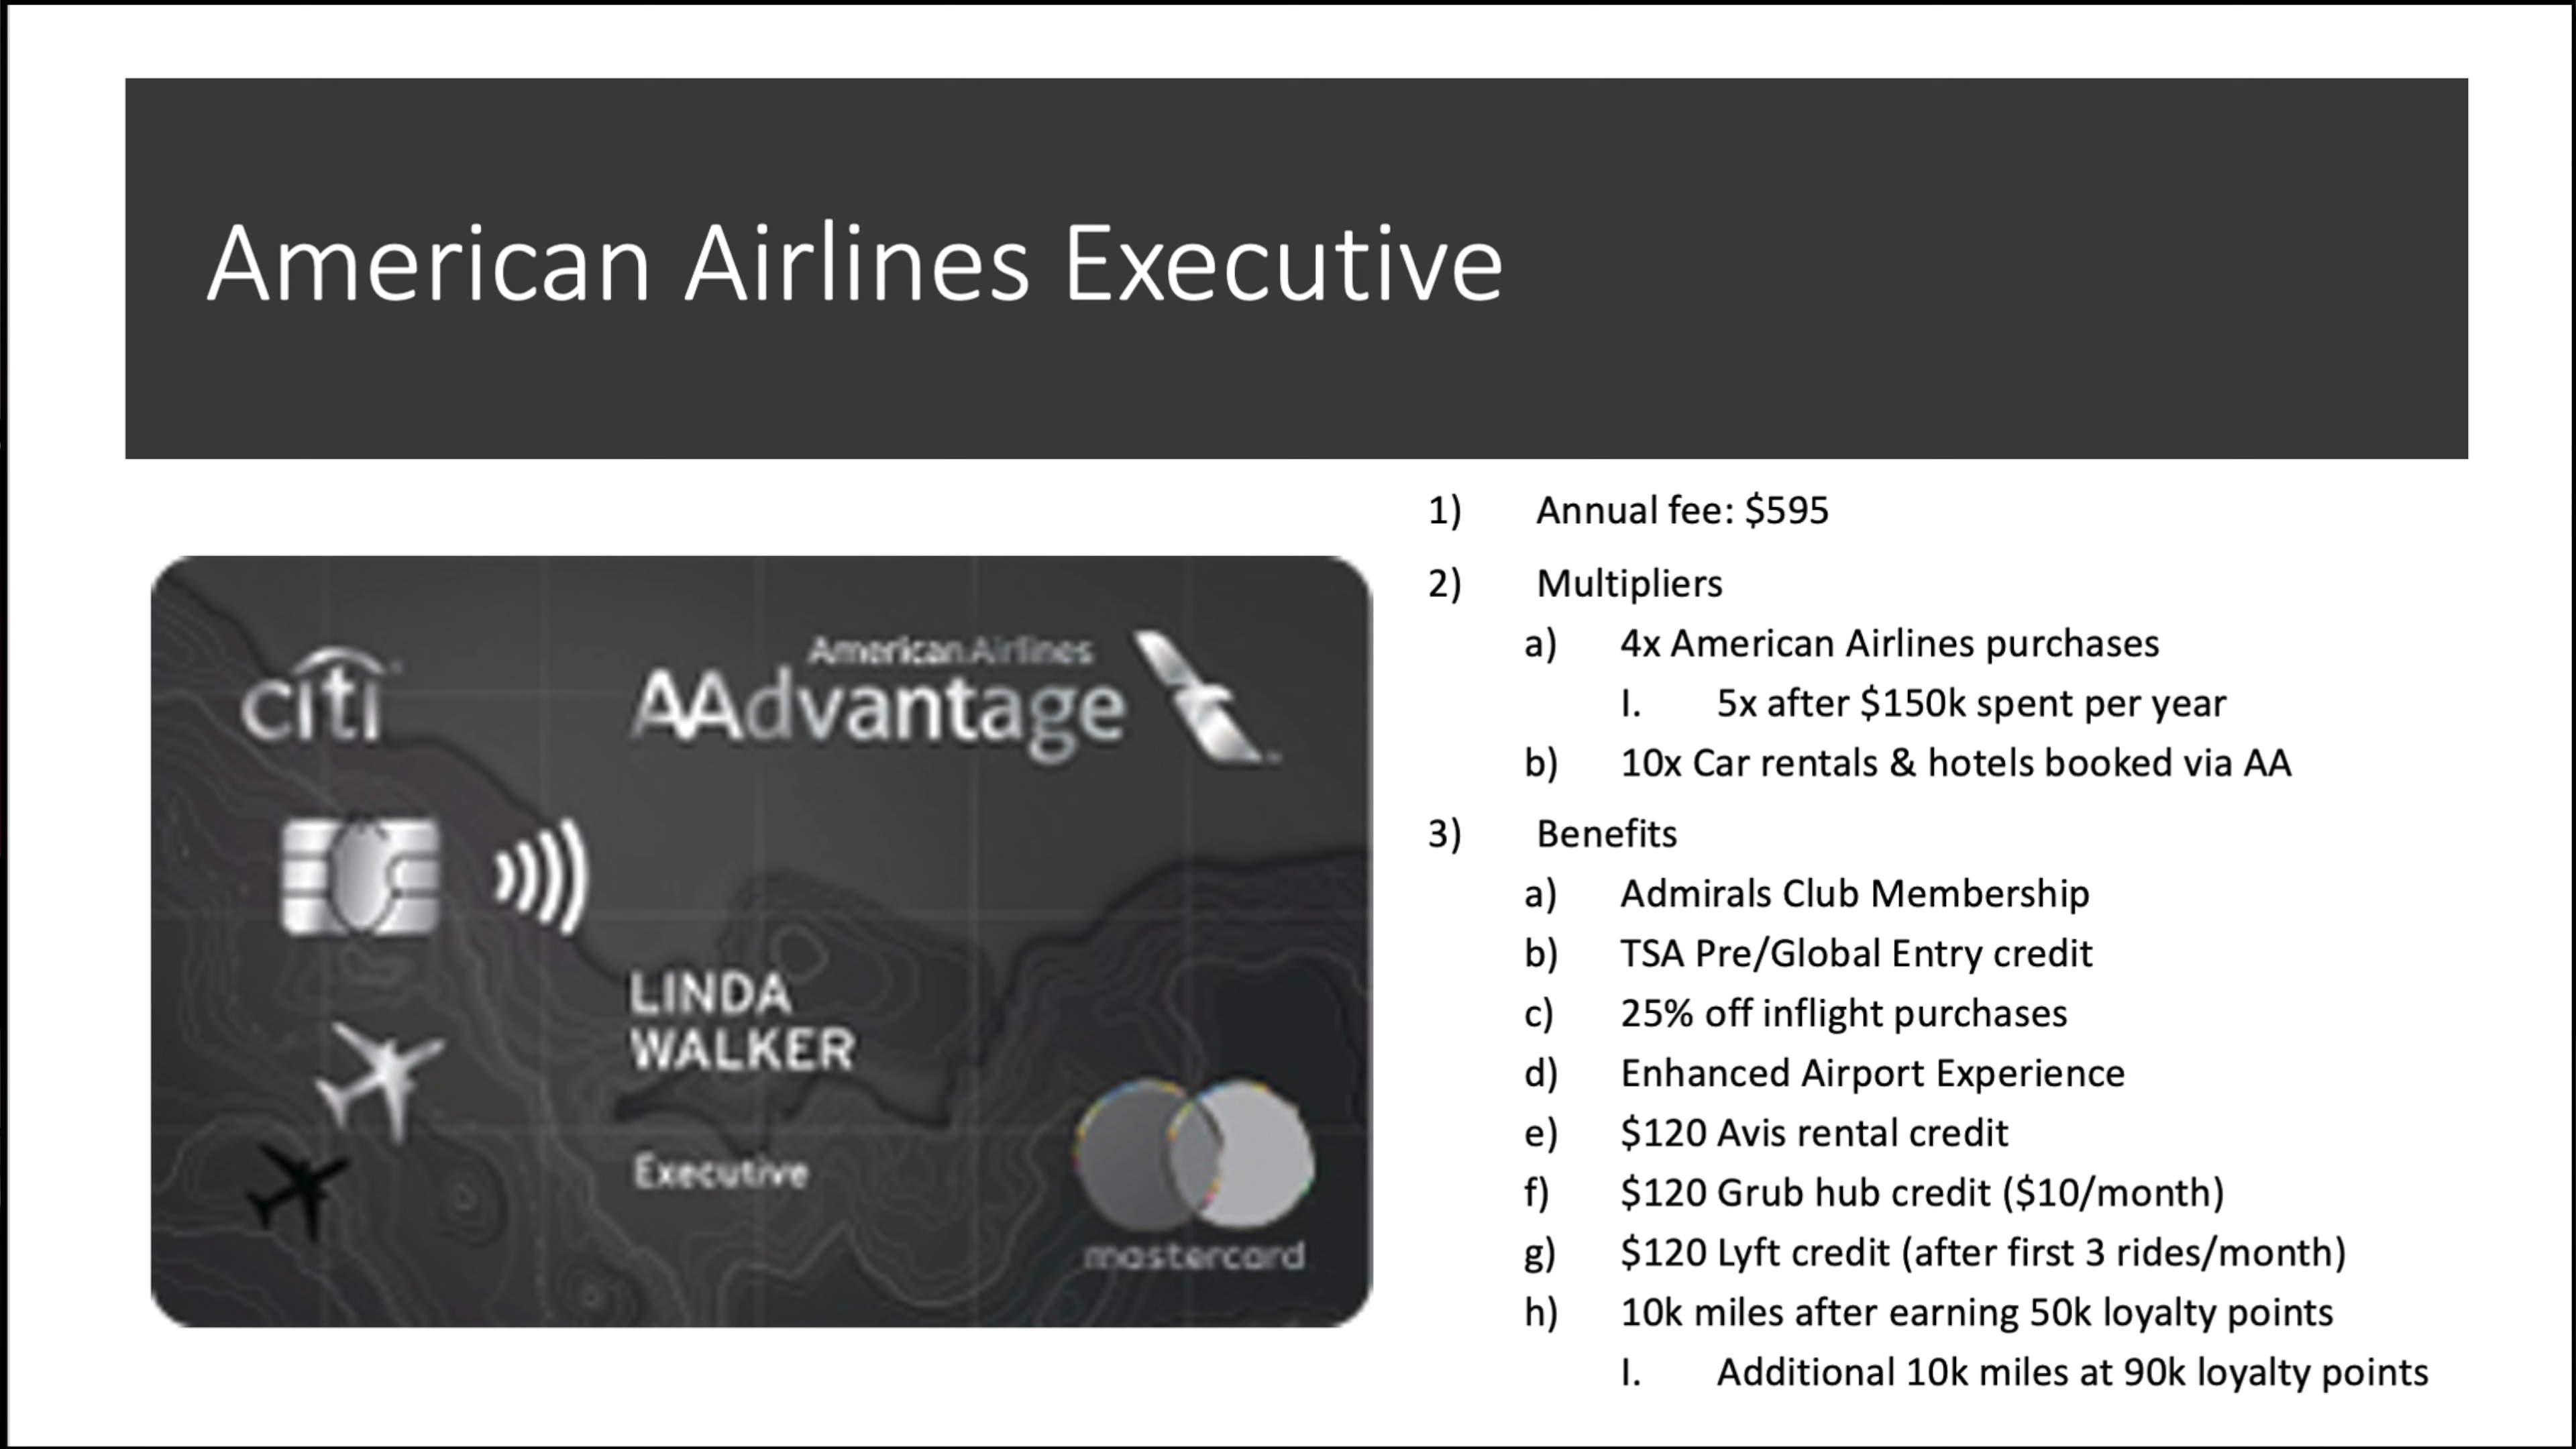 American Airlines Executive
citi
American Airlines
AAdvantage
LINDA
WALKER
Executive
mastercard
1) Annual fee: $595
2) Multipliers
a) 4x American Airlines purchases
I. 5x after $150k spent per year
b) 10x Car rentals & hotels booked via AA
3) Benefits
a) Admirals Club Membership
b) TSA Pre/Global Entry credit
c) 25% off inflight purchases
d) Enhanced Airport Experience
e) $120 Avis rental credit
f) $120 Grub hub credit ($10/month)
g) $120 Lyft credit (after first 3 rides/month)
h) 10k miles after earning 50k loyalty points
I. Additional 10k miles at 90k loyalty points